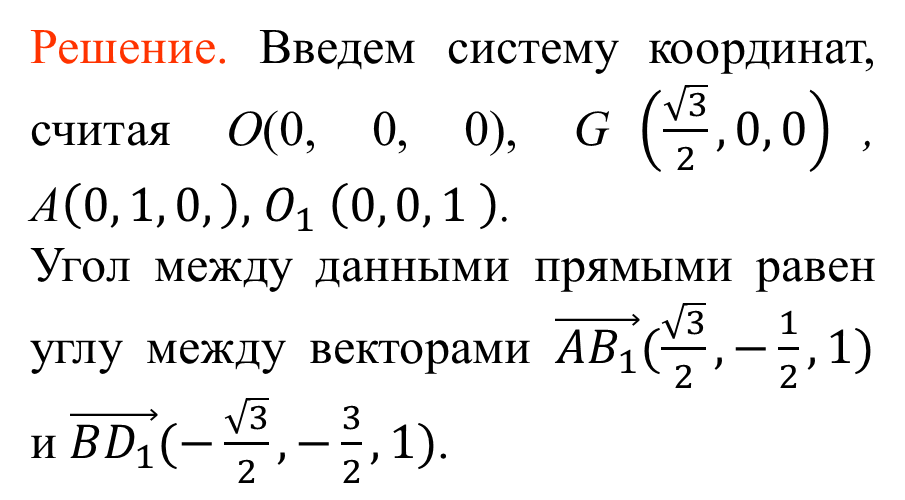 Решение. Введем систему координат,
считая O(0, 0, 0), G (√3/2, 0, 0) ,
A(0, 1, 0, ), O₁ (0,0,1 ).
Угол между данными прямыми равен
углу между векторами AB₁→(√3/2, −1/2, 1)
и BD₁→(−√3/2, −3/2, 1).